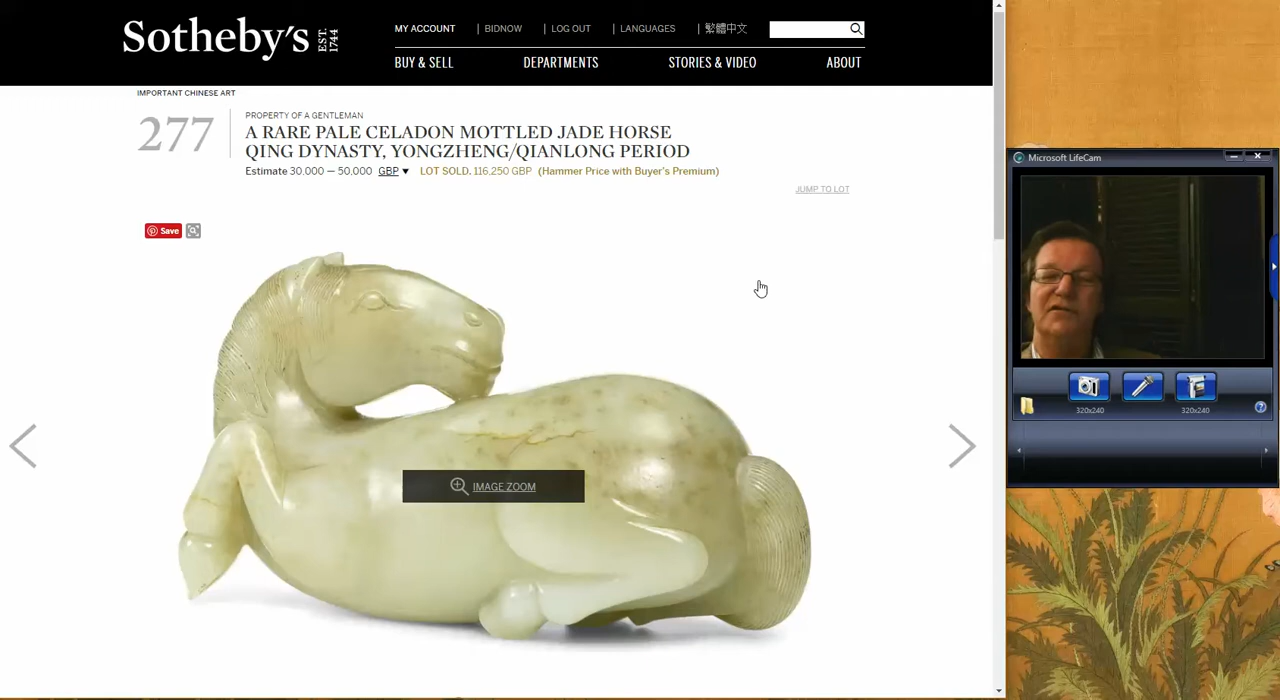 Sotheby's EST. 1744
MY ACCOUNT | BIDNOW | LOG OUT | LANGUAGES | 繁體中文
BUY & SELL DEPARTMENTS STORIES & VIDEO ABOUT
IMPORTANT CHINESE ART
277
PROPERTY OF A GENTLEMAN
A RARE PALE CELADON MOTTLED JADE HORSE
QING DYNASTY, YONGZHENG/QIANLONG PERIOD
Estimate 30,000 — 50,000 GBP LOT SOLD. 116,250 GBP (Hammer Price with Buyer's Premium)
JUMP TO LOT
Save
IMAGE ZOOM
Microsoft LifeCam
320x240 320x240